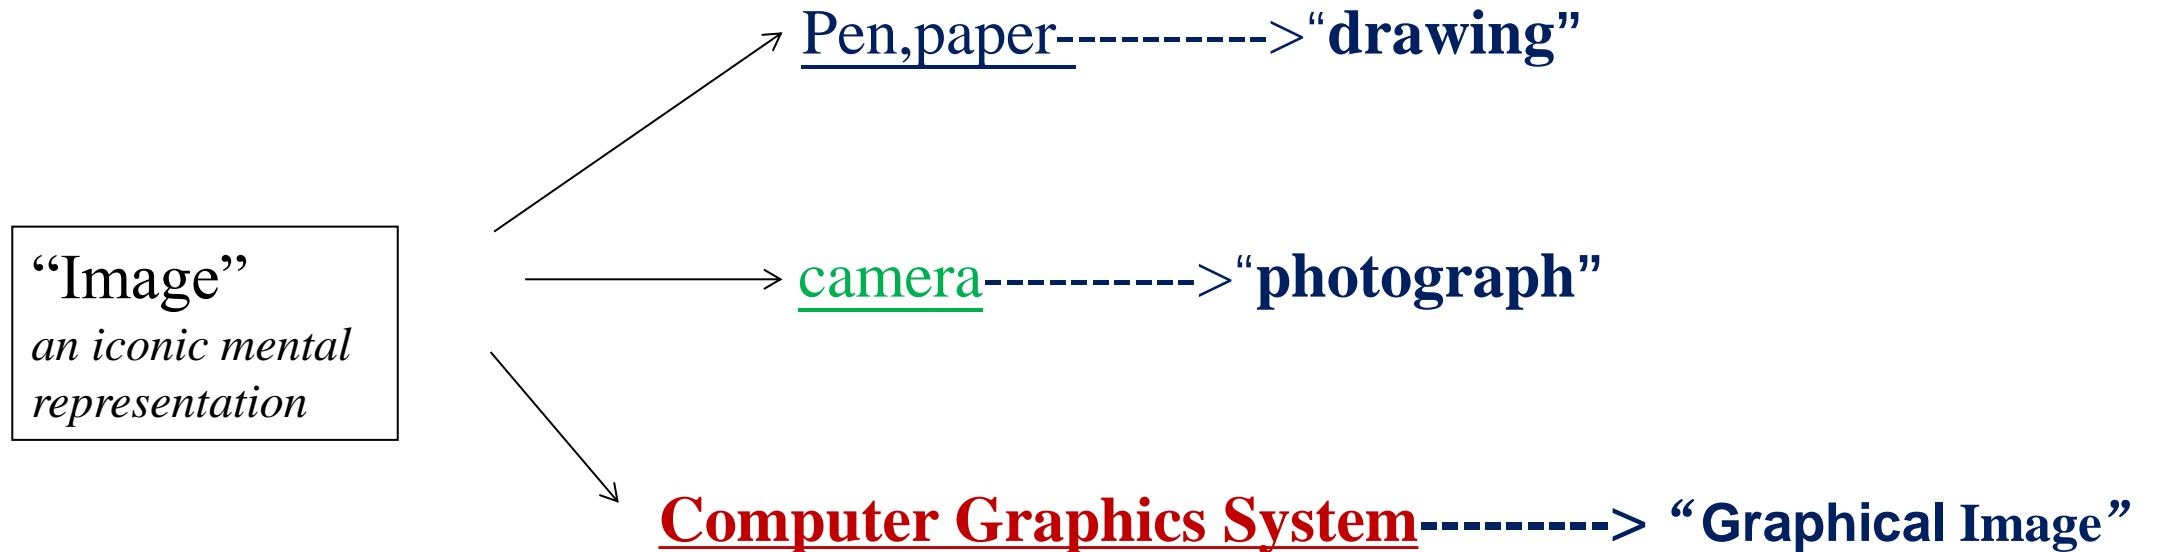 Pen,paper---------->“drawing”
“Image”
an iconic mental
representation
camera---------->“photograph”
Computer Graphics System---------> “Graphical Image”